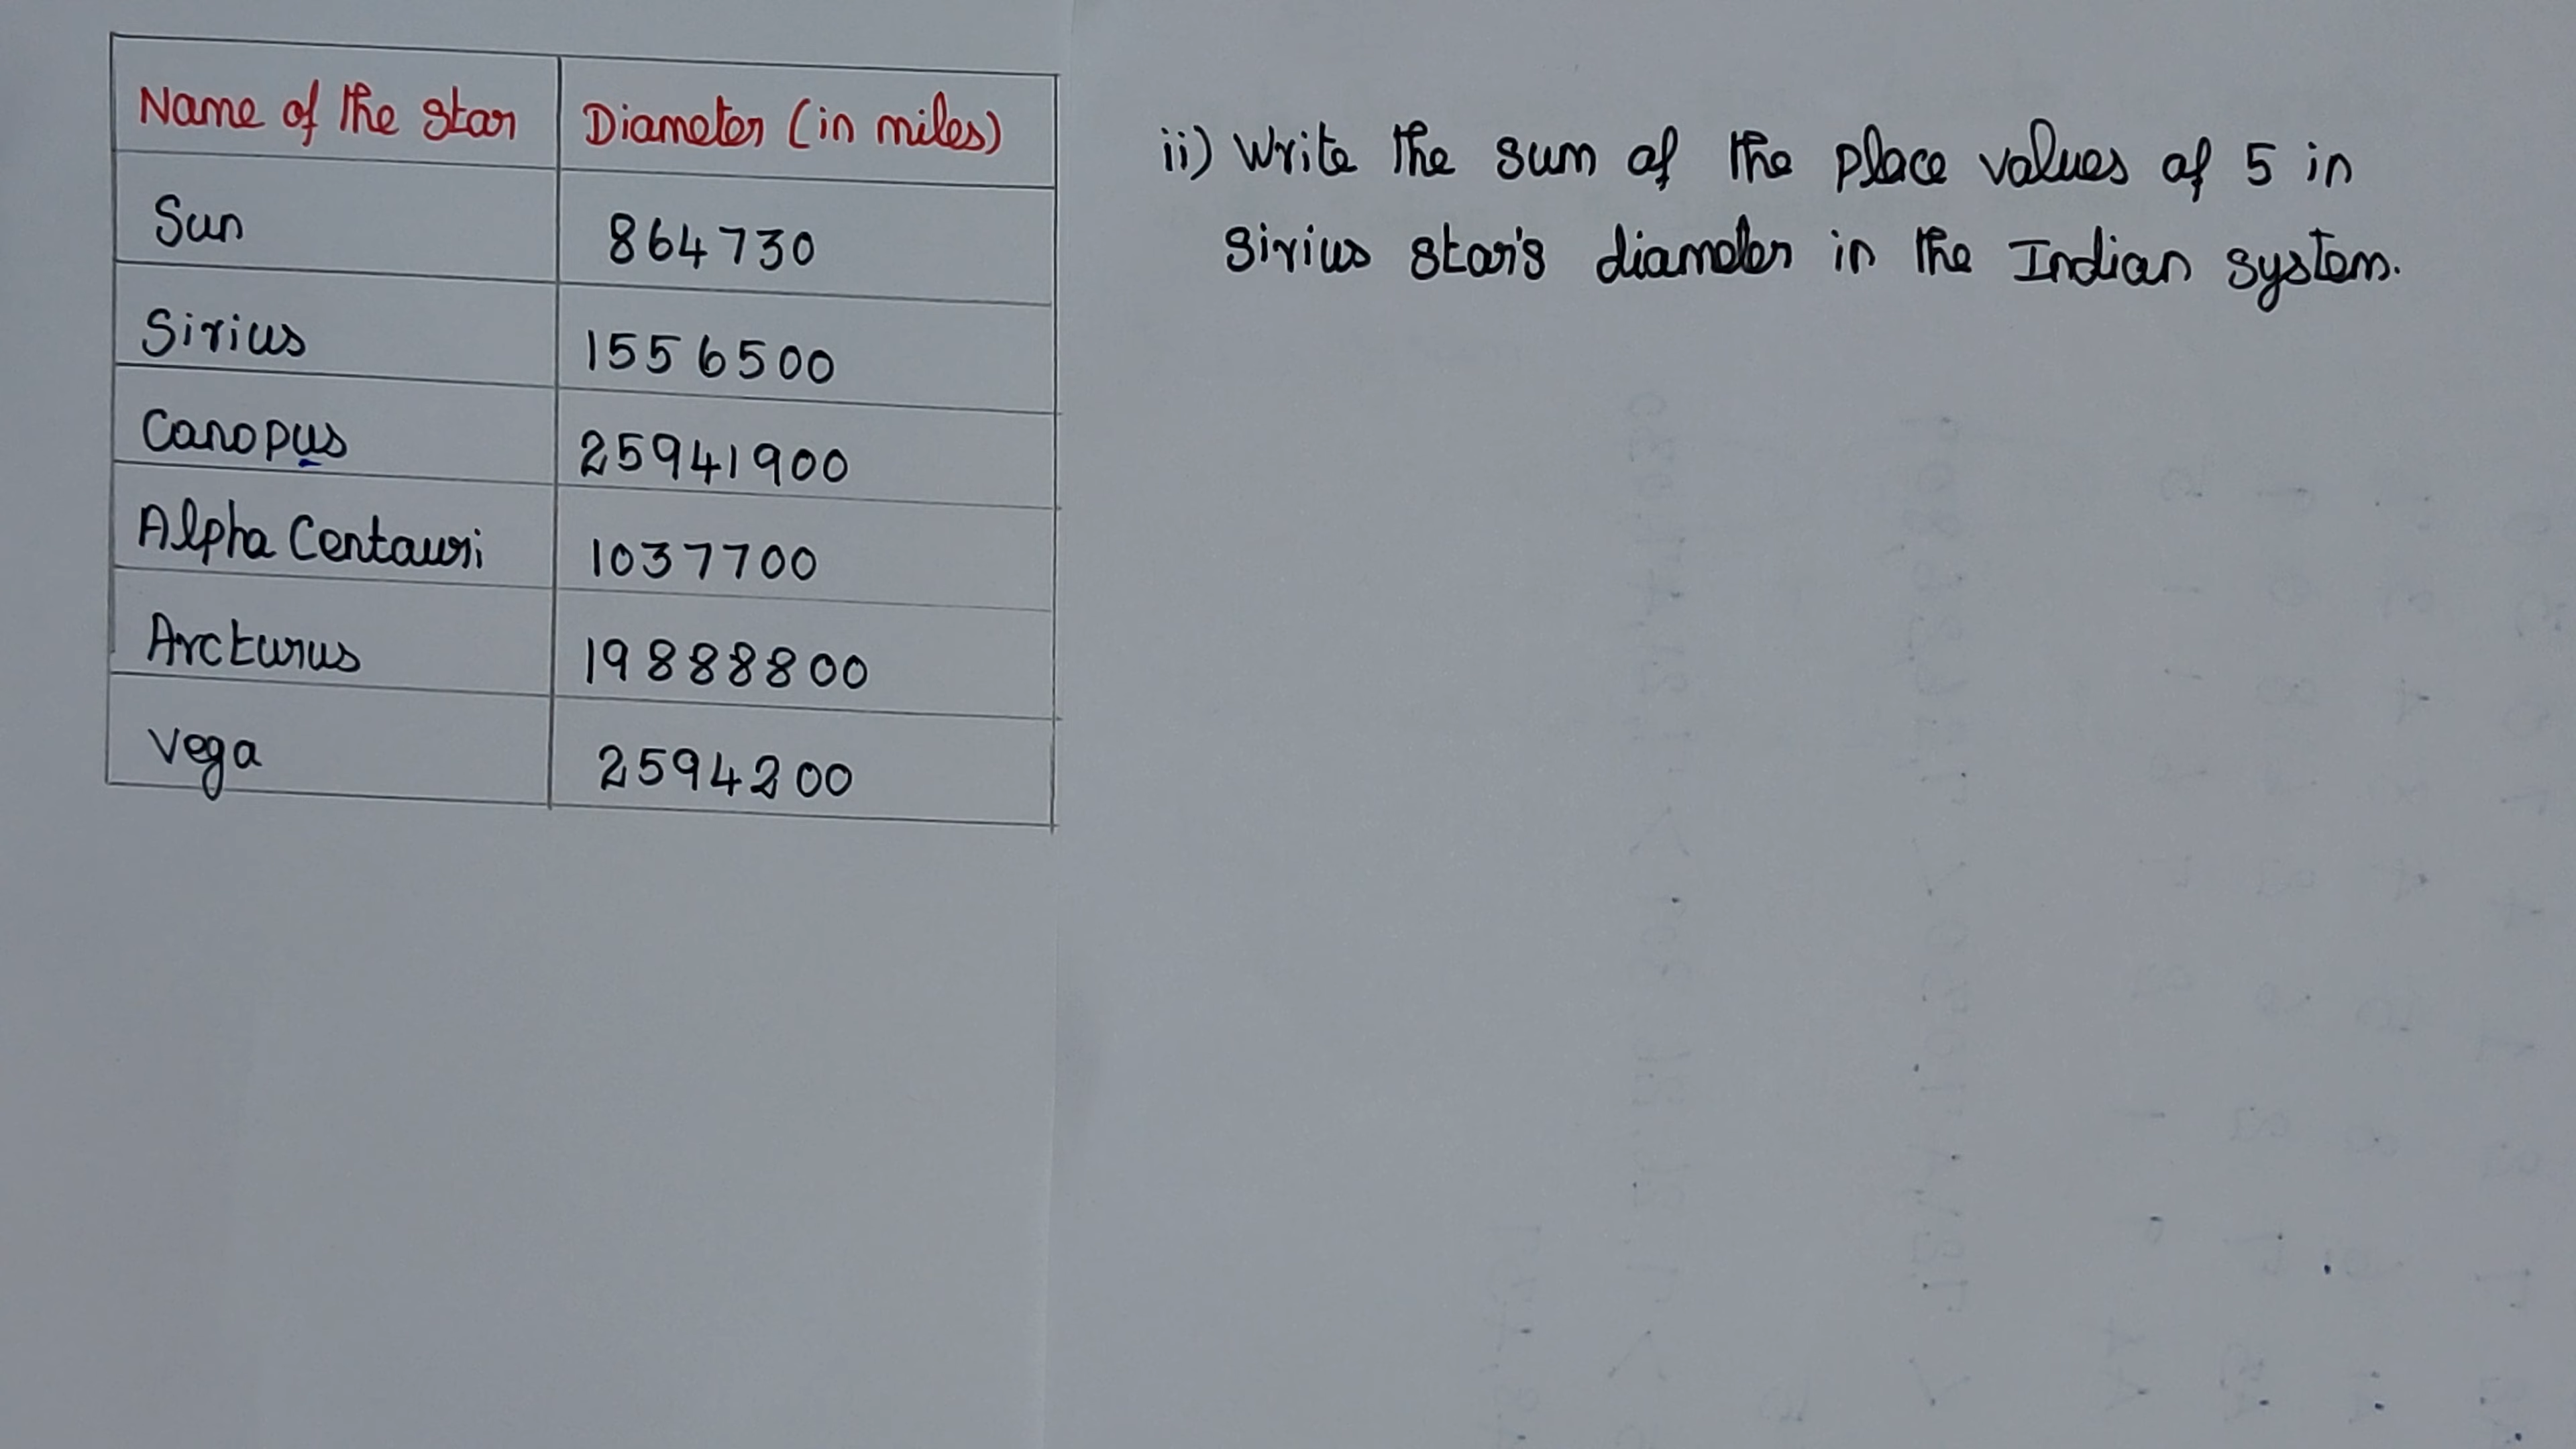 Name of the star Diameter (in miles)
Sun 864730
Sirius 1556500
Canopus 25941900
Alpha Centauri 1037700
Arcturus 19888800
Vega 2594200
ii) Write the sum of the place values of 5 in
Sirius star's diameter in the Indian system.